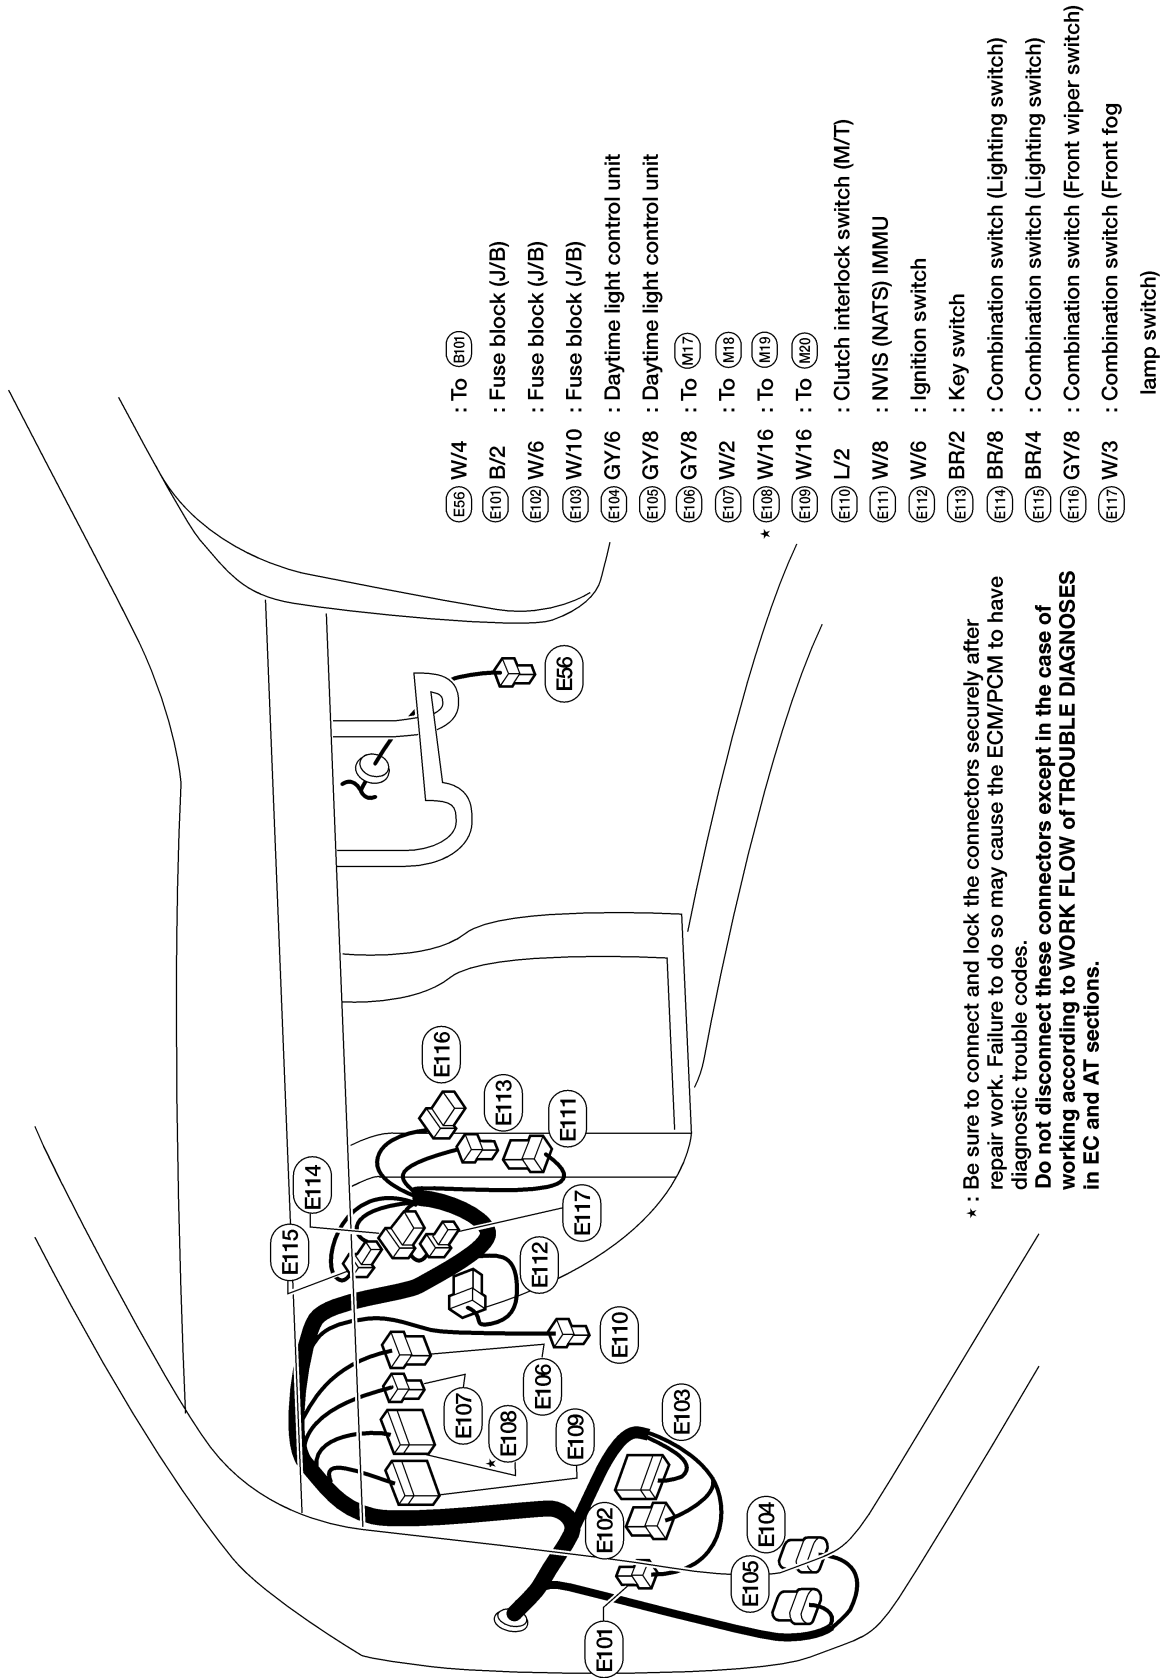 E56 W/4 : To B101
E101 B/2 : Fuse block (J/B)
E102 W/6 : Fuse block (J/B)
E103 W/10 : Fuse block (J/B)
E104 GY/6 : Daytime light control unit
E105 GY/8 : Daytime light control unit
E106 GY/8 : To M17
E107 W/2 : To M18
★ E108 W/16 : To M19
E109 W/16 : To M20
E110 L/2 : Clutch interlock switch (M/T)
E111 W/8 : NVIS (NATS) IMMU
E112 W/6 : Ignition switch
E113 BR/2 : Key switch
E114 BR/8 : Combination switch (Lighting switch)
E115 BR/4 : Combination switch (Lighting switch)
E116 GY/8 : Combination switch (Front wiper switch)
E117 W/3 : Combination switch (Front fog
lamp switch)
E115
E114
E116
E113
E111
E117
E112
E110
E106
E107
★
E108
E109
E103
E102
E104
E105
E101
E56
★ : Be sure to connect and lock the connectors securely after
repair work. Failure to do so may cause the ECM/PCM to have
diagnostic trouble codes.
Do not disconnect these connectors except in the case of
working according to WORK FLOW of TROUBLE DIAGNOSES
in EC and AT sections.